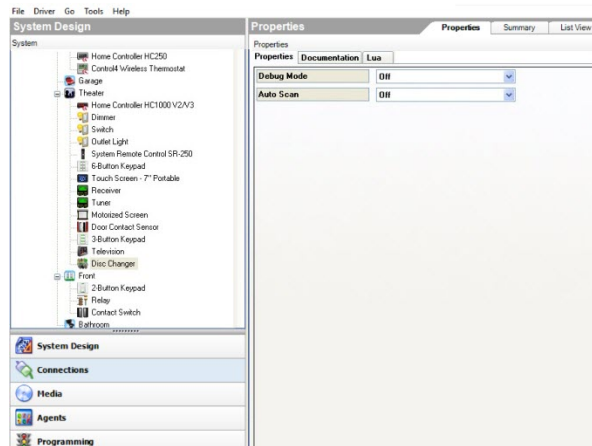 File Driver Go Tools Help
System Design
System
Home Controller HC250
Control4 Wireless Thermostat
Garage
Theater
Home Controller HC1000 V2/V3
Dimmer
Switch
Outlet Light
System Remote Control SR-250
6-Button Keypad
Touch Screen - 7" Portable
Receiver
Tuner
Motorized Screen
Door Contact Sensor
3-Button Keypad
Television
Disc Changer
Front
2-Button Keypad
Relay
Contact Switch
Bathroom
System Design
Connections
Media
Agents
Programming
Properties Properties Summary List View
Properties
Properties Documentation Lua
Debug Mode Off
Auto Scan Off